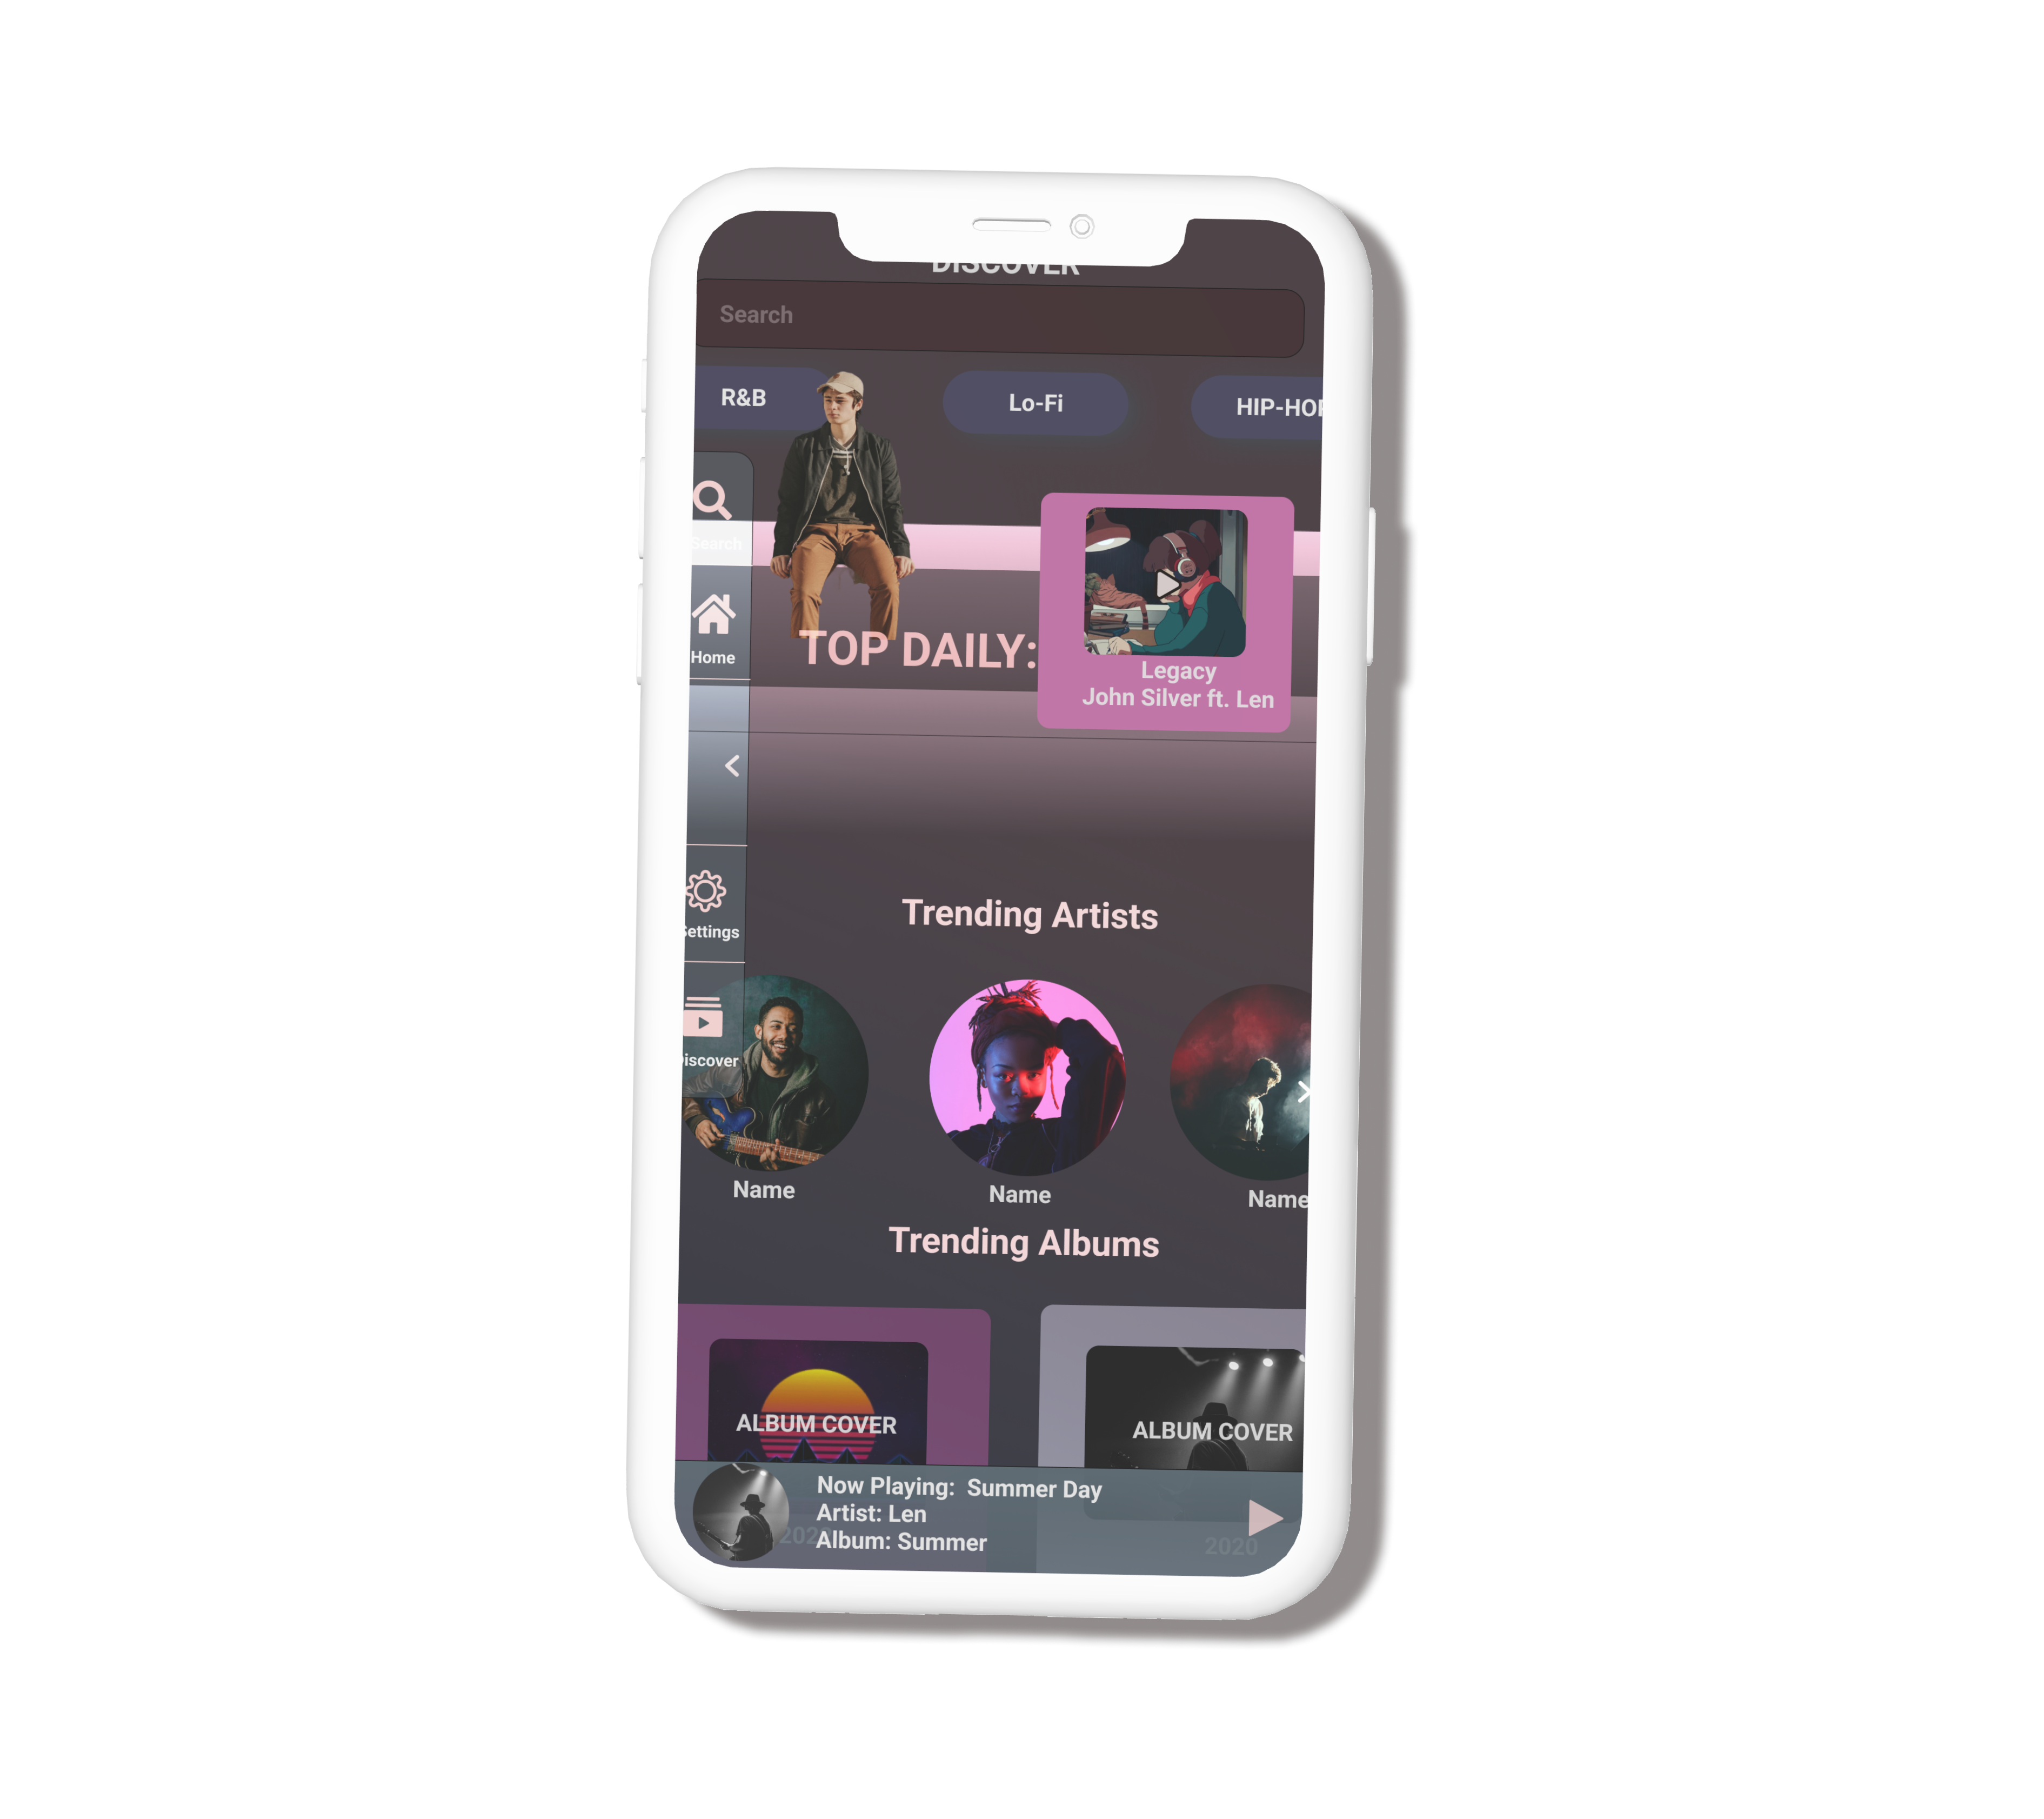 DISCOVER
Search
R&B
Lo-Fi
HIP-HOP
Search
Home
TOP DAILY:
Legacy
John Silver ft. Len
Trending Artists
Settings
Discover
Name
Name
Name
Trending Albums
ALBUM COVER
ALBUM COVER
Now Playing: Summer Day
Artist: Len
Album: Summer
2020
2020